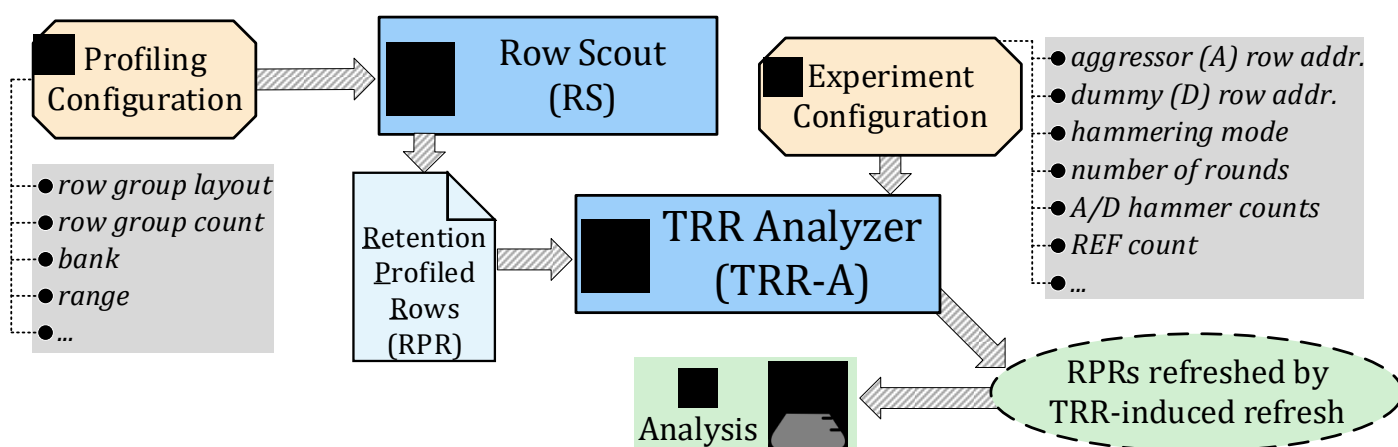 Profiling
Configuration
row group layout
row group count
bank
range
...
Row Scout
(RS)
Retention
Profiled
Rows
(RPR)
TRR Analyzer
(TRR-A)
Experiment
Configuration
aggressor (A) row addr.
dummy (D) row addr.
hammering mode
number of rounds
A/D hammer counts
REF count
...
RPRs refreshed by
TRR-induced refresh
Analysis